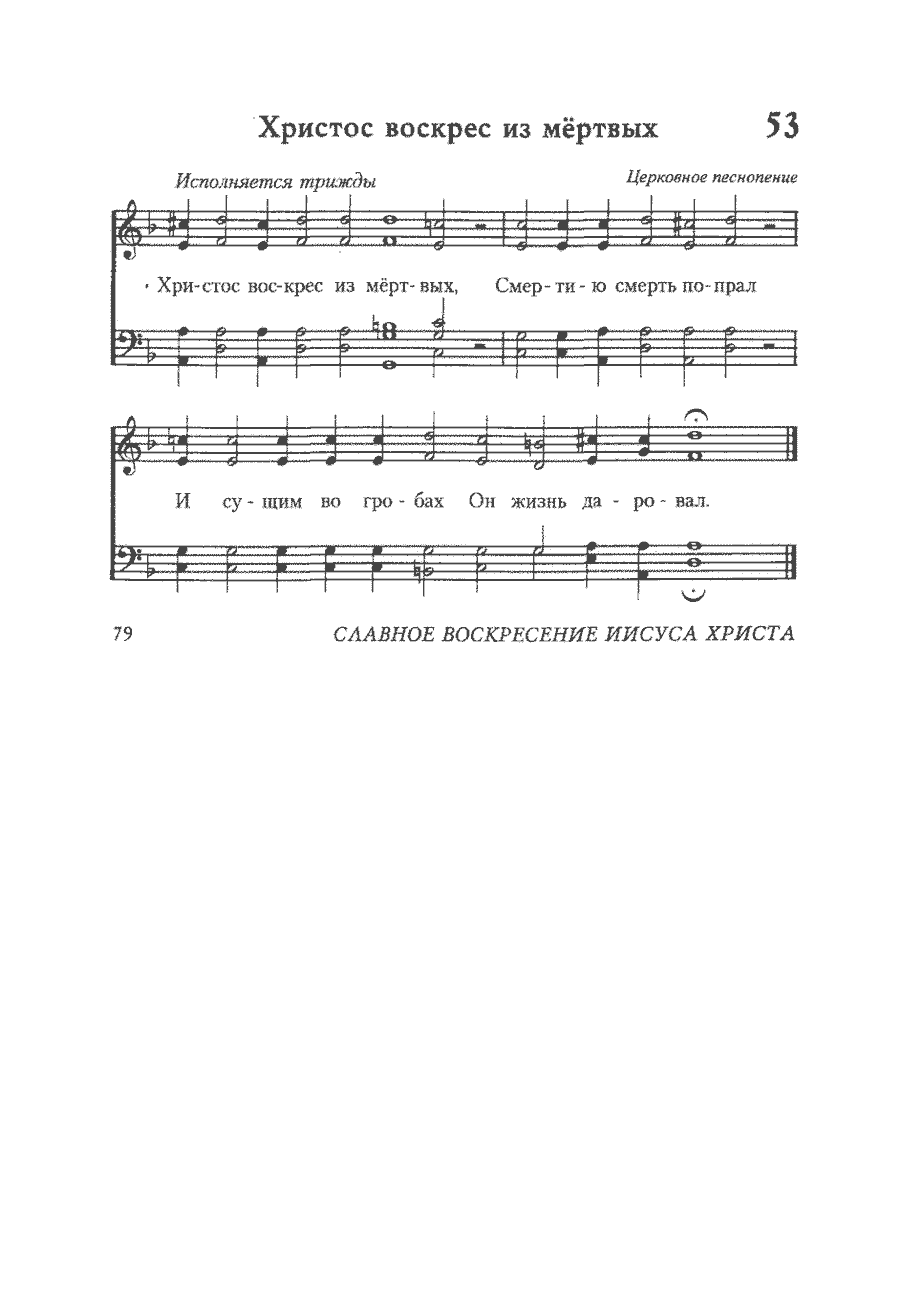 Христос воскрес из мёртвых 53
Исполняется трижды Церковное песнопение
Хри-стос вос-крес из мёрт-вых, Смер-ти-ю смерть по-прал
И су-щим во гро-бах Он жизнь да-ро-вал.
79 СЛАВНОЕ ВОСКРЕСЕНИЕ ИИСУСА ХРИСТА